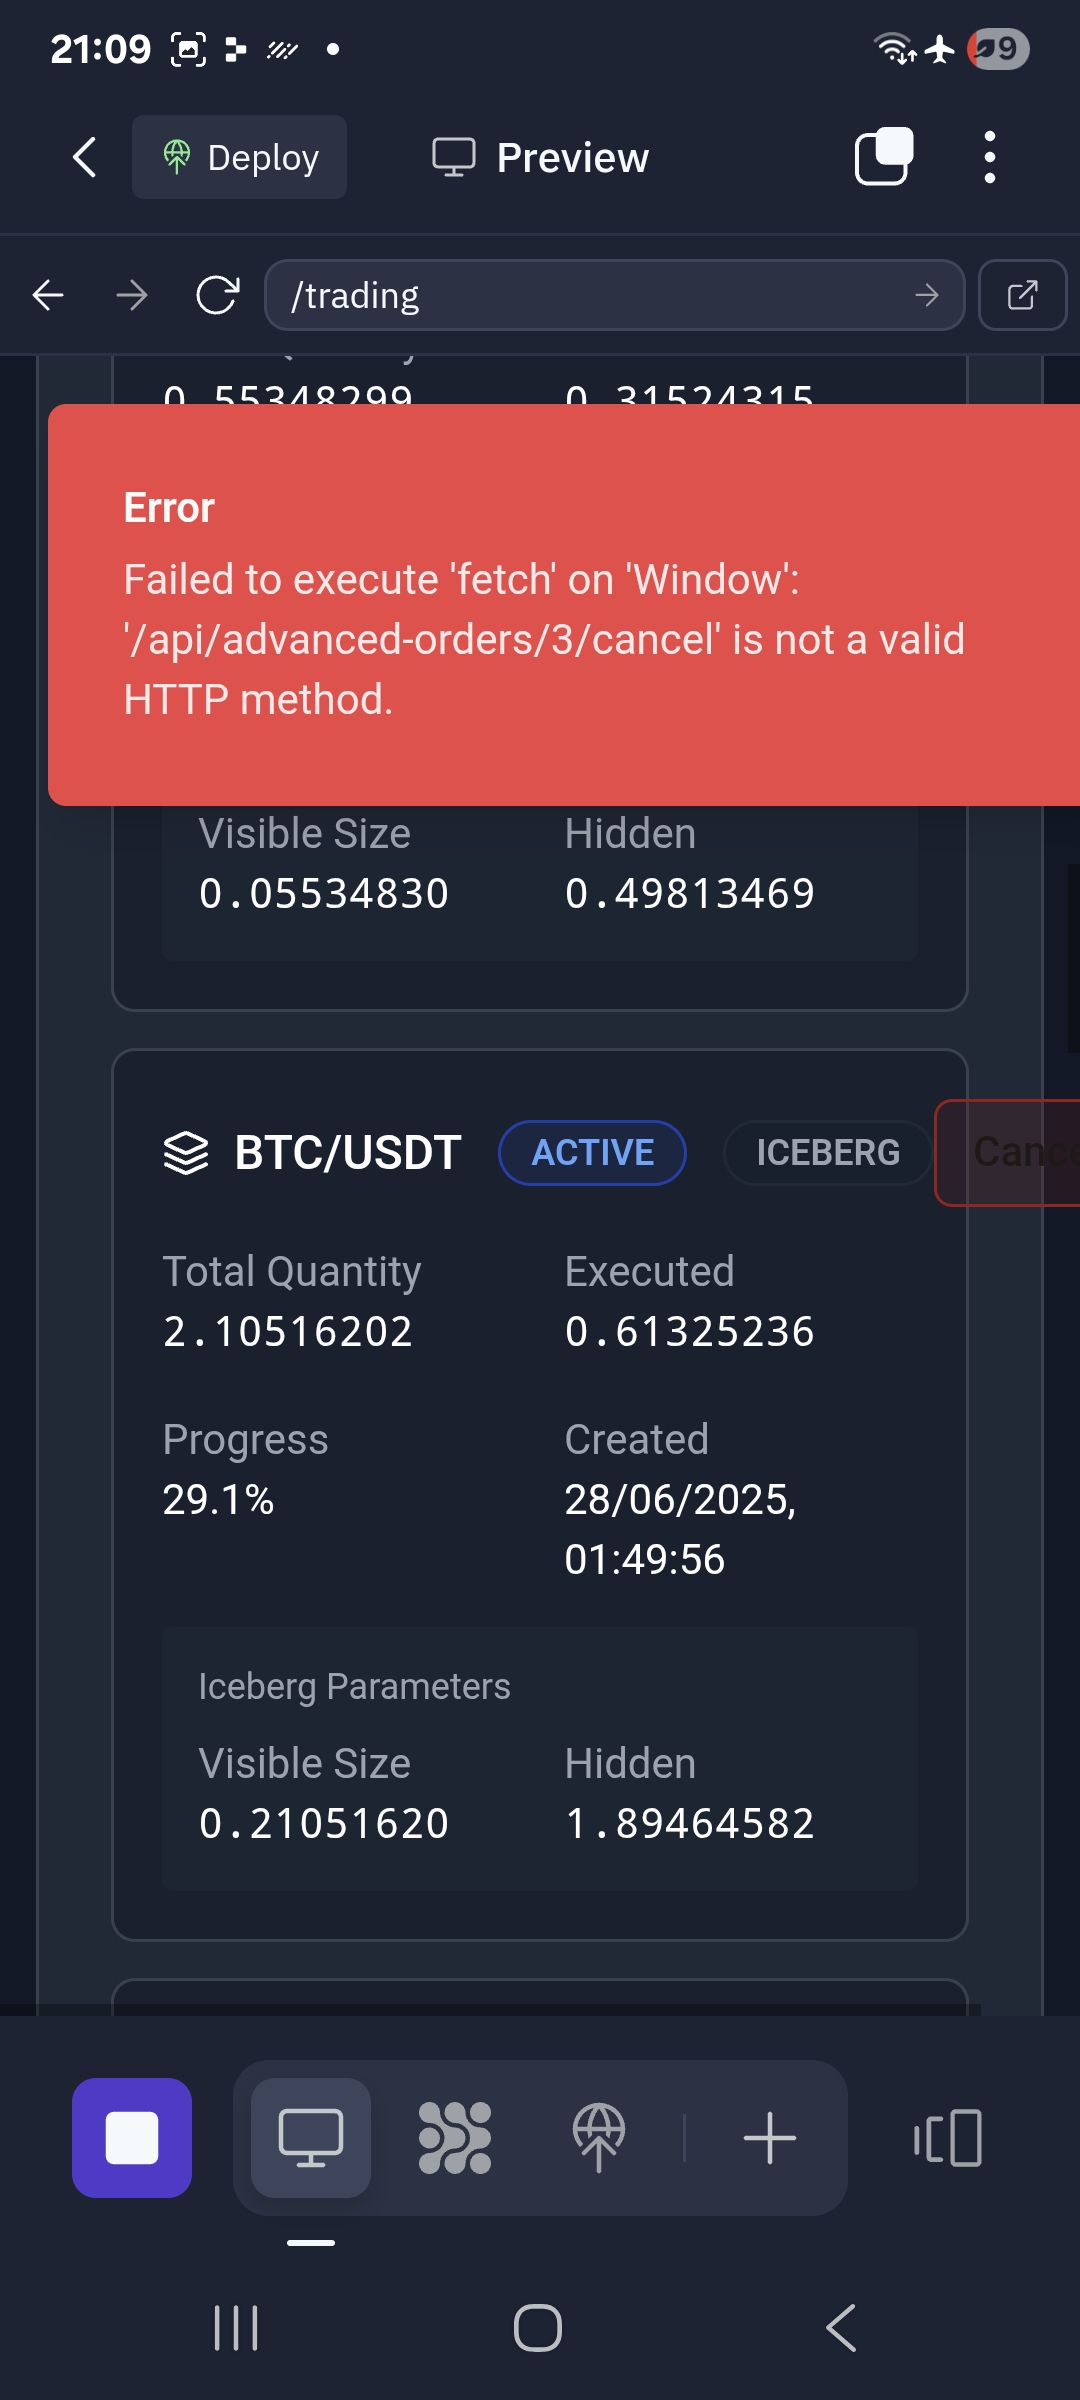 21:09
9
Deploy
Preview
/trading
0.55348299
0.31524315
Error
Failed to execute 'fetch' on 'Window':
'/api/advanced-orders/3/cancel' is not a valid
HTTP method.
Visible Size
Hidden
0.05534830
0.49813469
BTC/USDT
ACTIVE
ICEBERG
Cance
Total Quantity
Executed
2.10516202
0.61325236
Progress
Created
29.1%
28/06/2025,
01:49:56
Iceberg Parameters
Visible Size
Hidden
0.21051620
1.89464582